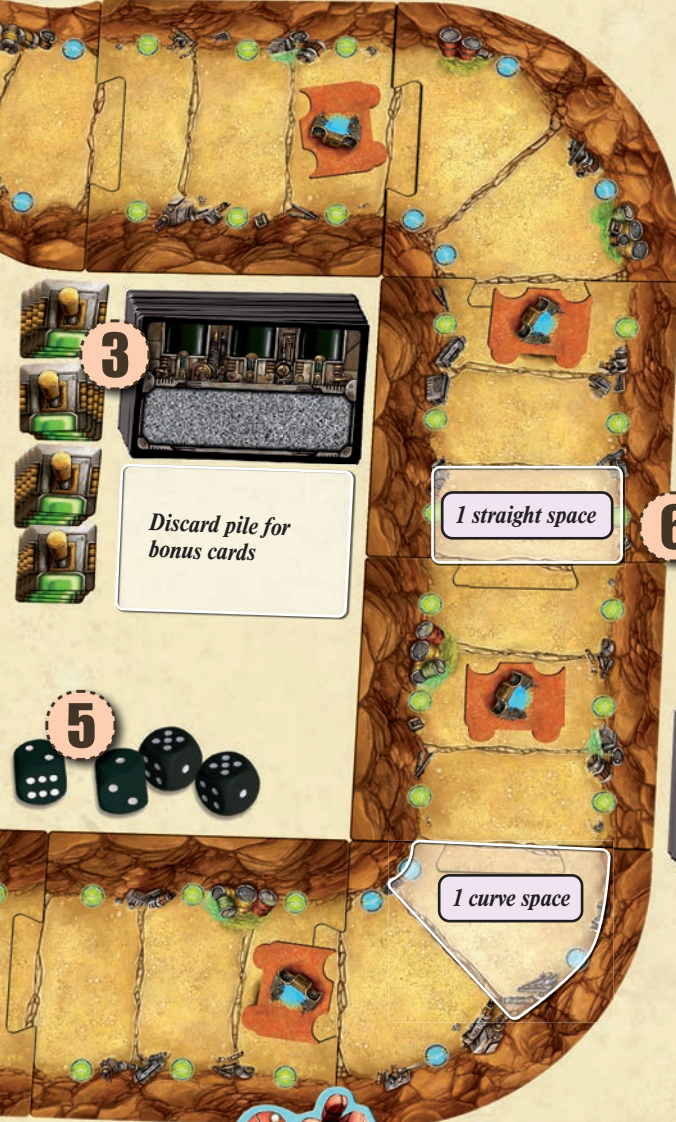 3
Discard pile for
bonus cards
1 straight space
6
5
1 curve space